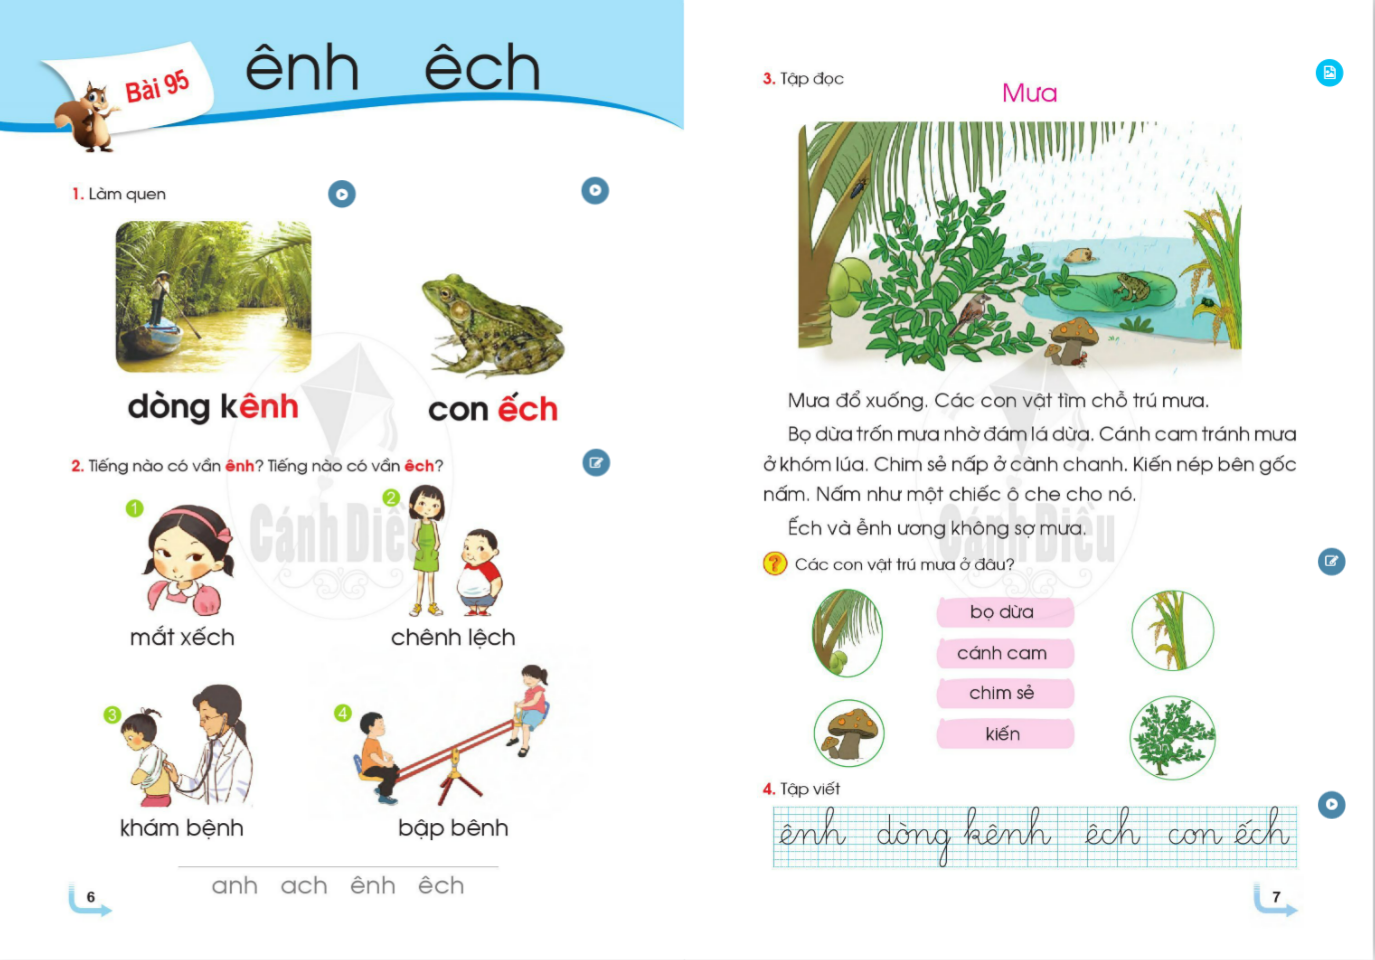 Bài 95
ênh êch
1. Làm quen
dòng kênh
con ếch
2. Tiếng nào có vần ênh? Tiếng nào có vần êch?
1
2
mắt xếch
chênh lệch
3
4
khám bệnh
bập bênh
anh ach ênh êch
6
Cánh Diều
3. Tập đọc
Mưa
Mưa đổ xuống. Các con vật tìm chỗ trú mưa.
Bọ dừa trốn mưa nhờ đám lá dừa. Cánh cam tránh mưa
ở khóm lúa. Chim sẻ nấp ở cành chanh. Kiến nép bên gốc
nấm. Nấm như một chiếc ô che cho nó.
Ếch và ễnh ương không sợ mưa.
Cánh Diều
? Các con vật trú mưa ở đâu?
bọ dừa
cánh cam
chim sẻ
kiến
4. Tập viết
ênh dòng kênh êch con ếch
7